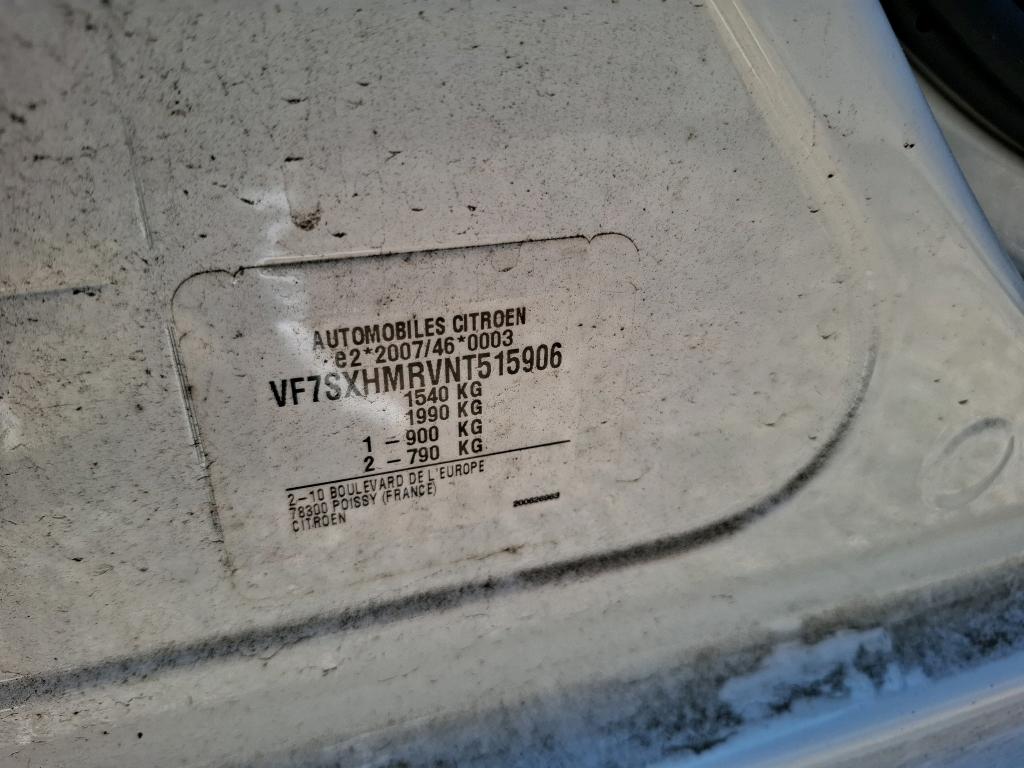 AUTOMOBILES CITROEN
e2*2007/46*0003
VF7SXHMRVNT515906
1540 KG
1990 KG
1 – 900 KG
2 – 790 KG
2–10 BOULEVARD DE L'EUROPE
78300 POISSY (FRANCE)
CITROEN
200626963